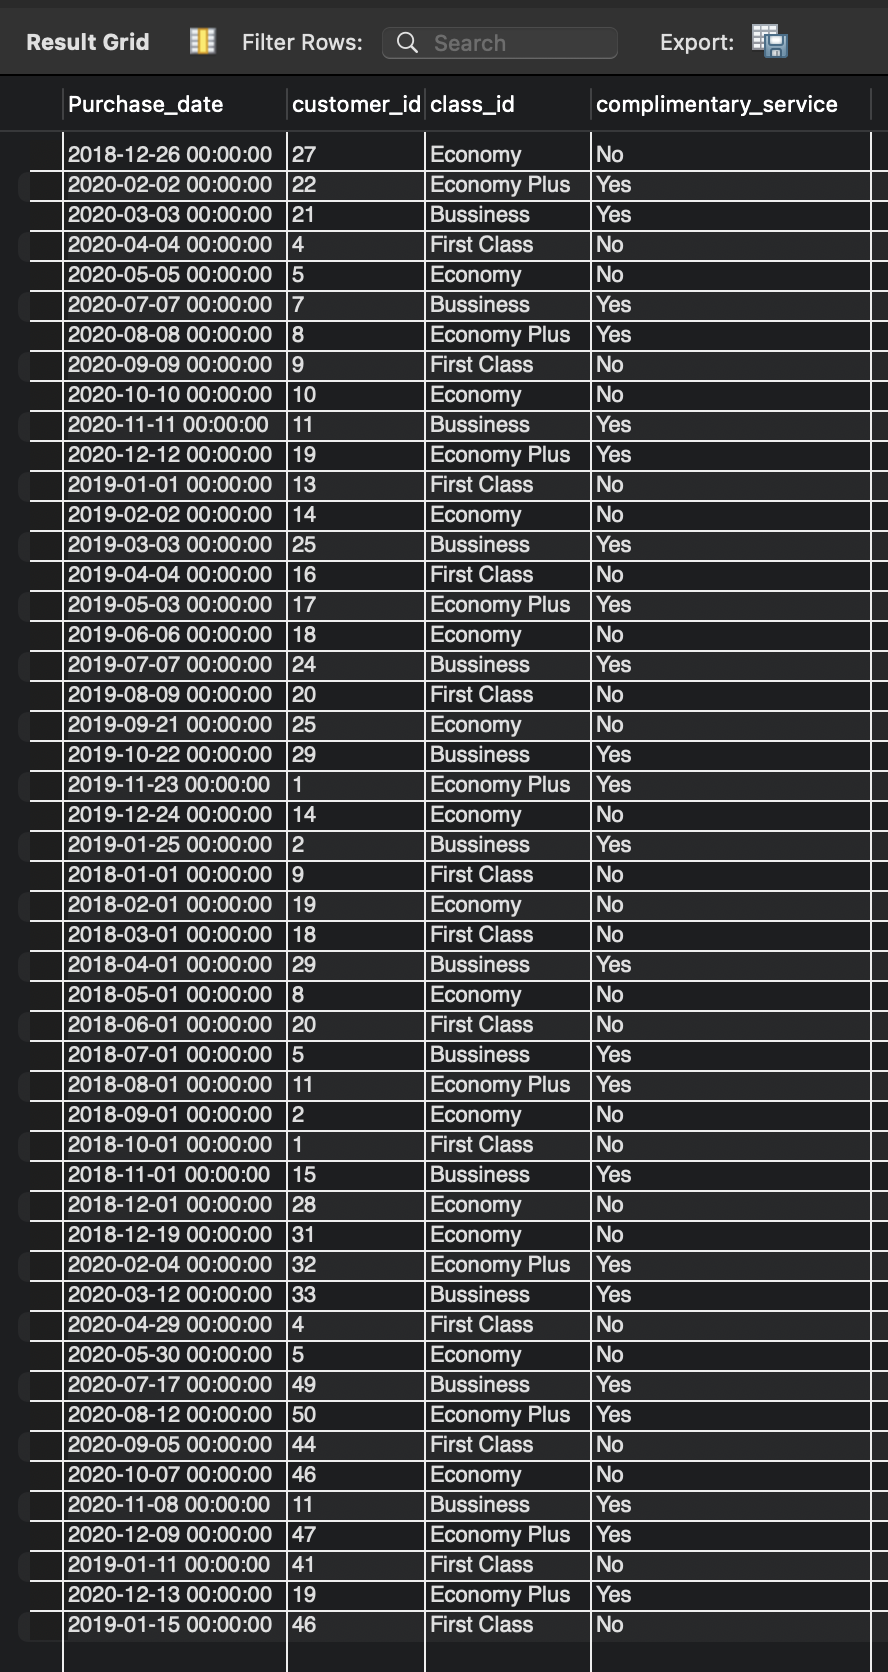 Result Grid Filter Rows: Search Export:
Purchase_date customer_id class_id complimentary_service
2018-12-26 00:00:00 27 Economy No
2020-02-02 00:00:00 22 Economy Plus Yes
2020-03-03 00:00:00 21 Bussiness Yes
2020-04-04 00:00:00 4 First Class No
2020-05-05 00:00:00 5 Economy No
2020-07-07 00:00:00 7 Bussiness Yes
2020-08-08 00:00:00 8 Economy Plus Yes
2020-09-09 00:00:00 9 First Class No
2020-10-10 00:00:00 10 Economy No
2020-11-11 00:00:00 11 Bussiness Yes
2020-12-12 00:00:00 19 Economy Plus Yes
2019-01-01 00:00:00 13 First Class No
2019-02-02 00:00:00 14 Economy No
2019-03-03 00:00:00 25 Bussiness Yes
2019-04-04 00:00:00 16 First Class No
2019-05-03 00:00:00 17 Economy Plus Yes
2019-06-06 00:00:00 18 Economy No
2019-07-07 00:00:00 24 Bussiness Yes
2019-08-09 00:00:00 20 First Class No
2019-09-21 00:00:00 25 Economy No
2019-10-22 00:00:00 29 Bussiness Yes
2019-11-23 00:00:00 1 Economy Plus Yes
2019-12-24 00:00:00 14 Economy No
2019-01-25 00:00:00 2 Bussiness Yes
2018-01-01 00:00:00 9 First Class No
2018-02-01 00:00:00 19 Economy No
2018-03-01 00:00:00 18 First Class No
2018-04-01 00:00:00 29 Bussiness Yes
2018-05-01 00:00:00 8 Economy No
2018-06-01 00:00:00 20 First Class No
2018-07-01 00:00:00 5 Bussiness Yes
2018-08-01 00:00:00 11 Economy Plus Yes
2018-09-01 00:00:00 2 Economy No
2018-10-01 00:00:00 1 First Class No
2018-11-01 00:00:00 15 Bussiness Yes
2018-12-01 00:00:00 28 Economy No
2018-12-19 00:00:00 31 Economy No
2020-02-04 00:00:00 32 Economy Plus Yes
2020-03-12 00:00:00 33 Bussiness Yes
2020-04-29 00:00:00 4 First Class No
2020-05-30 00:00:00 5 Economy No
2020-07-17 00:00:00 49 Bussiness Yes
2020-08-12 00:00:00 50 Economy Plus Yes
2020-09-05 00:00:00 44 First Class No
2020-10-07 00:00:00 46 Economy No
2020-11-08 00:00:00 11 Bussiness Yes
2020-12-09 00:00:00 47 Economy Plus Yes
2019-01-11 00:00:00 41 First Class No
2020-12-13 00:00:00 19 Economy Plus Yes
2019-01-15 00:00:00 46 First Class No